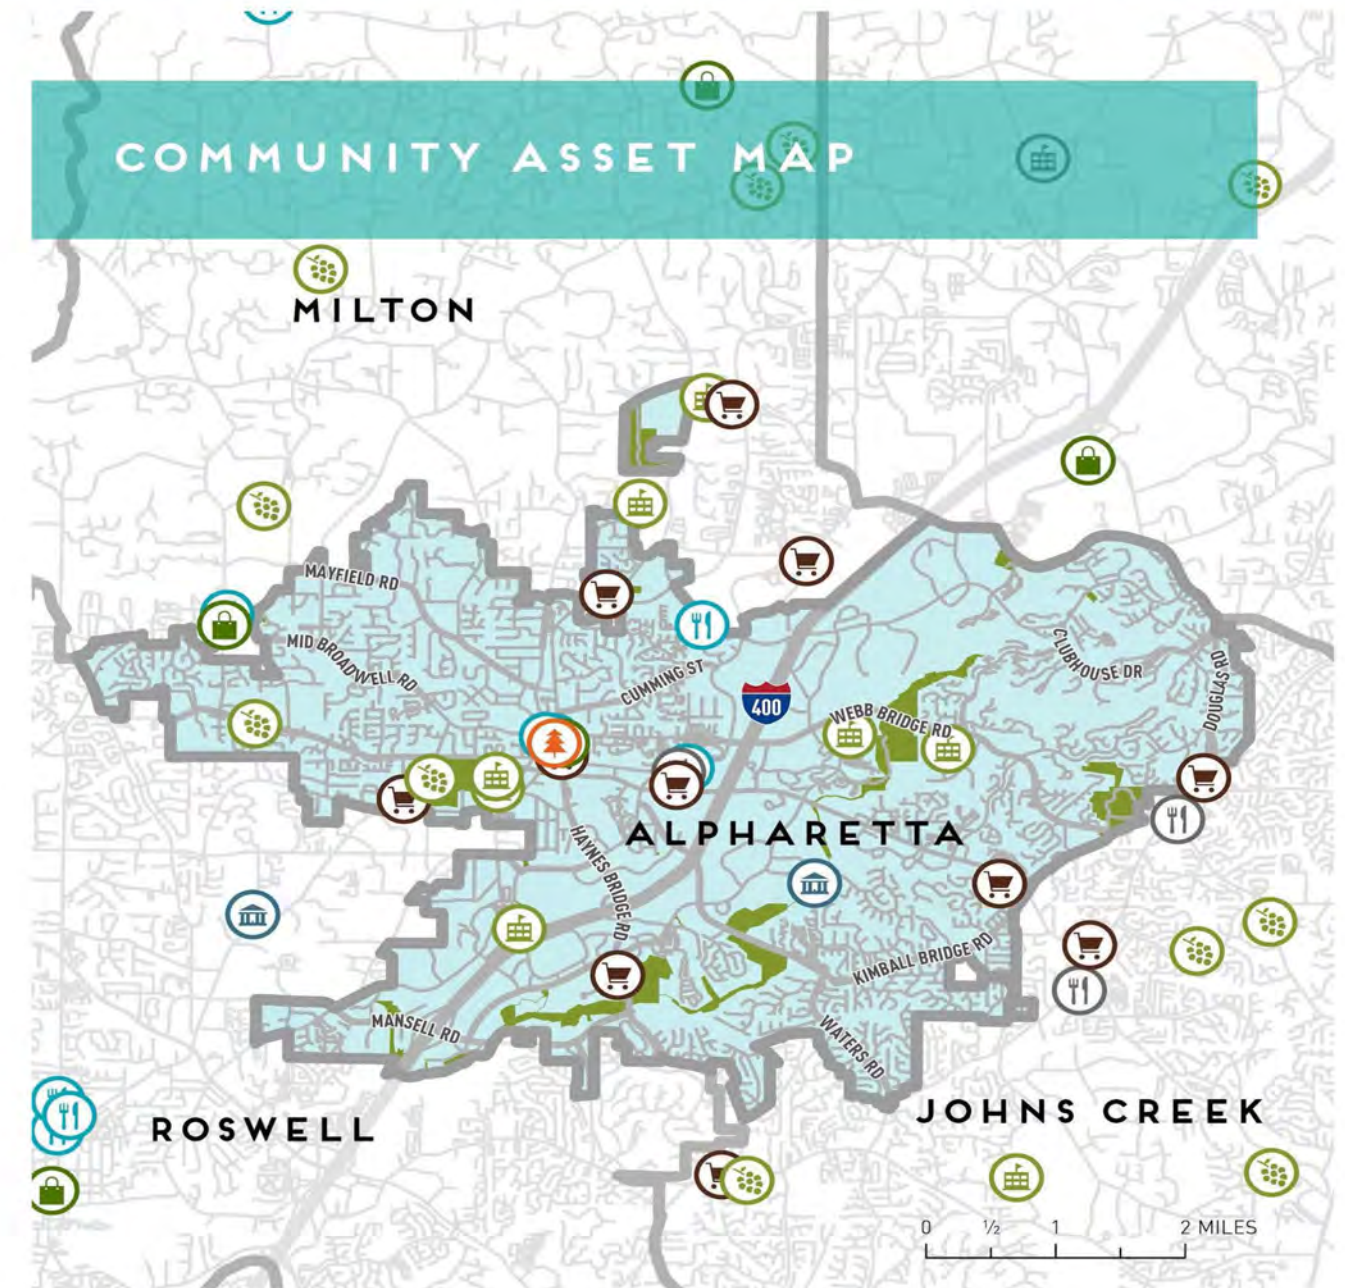 COMMUNITY ASSET MAP
MILTON
MAYFIELD RD
MID BROADWELL RD
CUMMING ST
CLUBHOUSE DR
DOUGLAS RD
400
WEBB BRIDGE RD
ALPHARETTA
HAYNES BRIDGE RD
KIMBALL BRIDGE RD
MANSELL RD
WATERS RD
ROSWELL
JOHNS CREEK
0 ½ 1 2 MILES